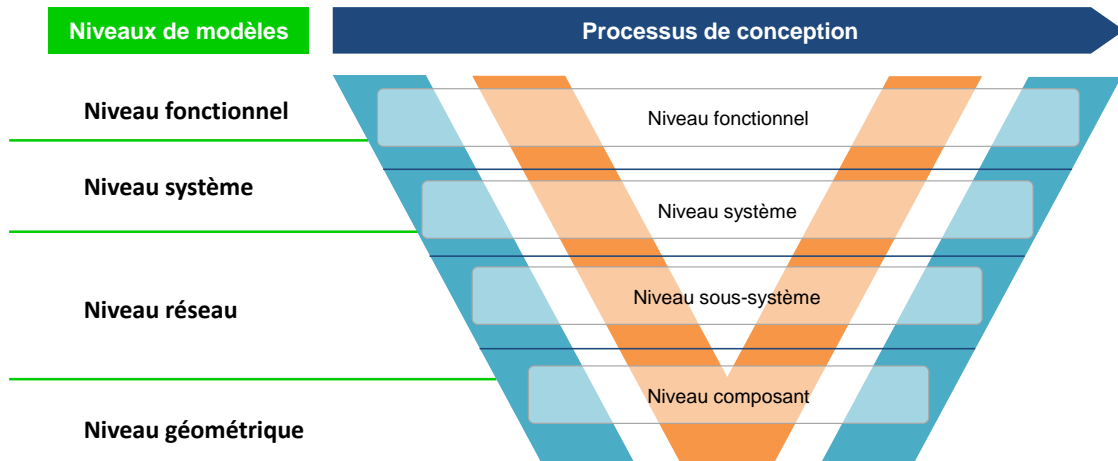 Niveaux de modèles
Processus de conception
Niveau fonctionnel
Niveau fonctionnel
Niveau système
Niveau système
Niveau réseau
Niveau sous-système
Niveau composant
Niveau géométrique